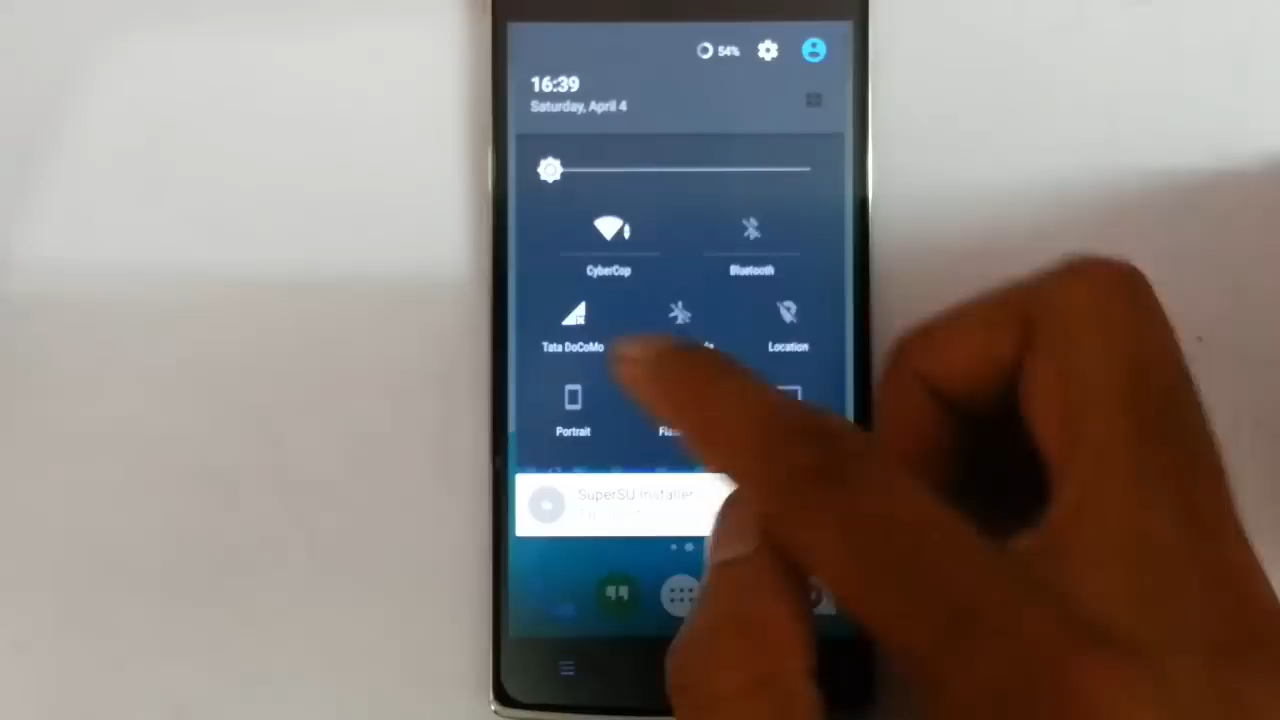 54%
16:39
Saturday, April 4
CyberCop
Bluetooth
Tata DoCoMo
Location
Portrait
SuperSU Installer